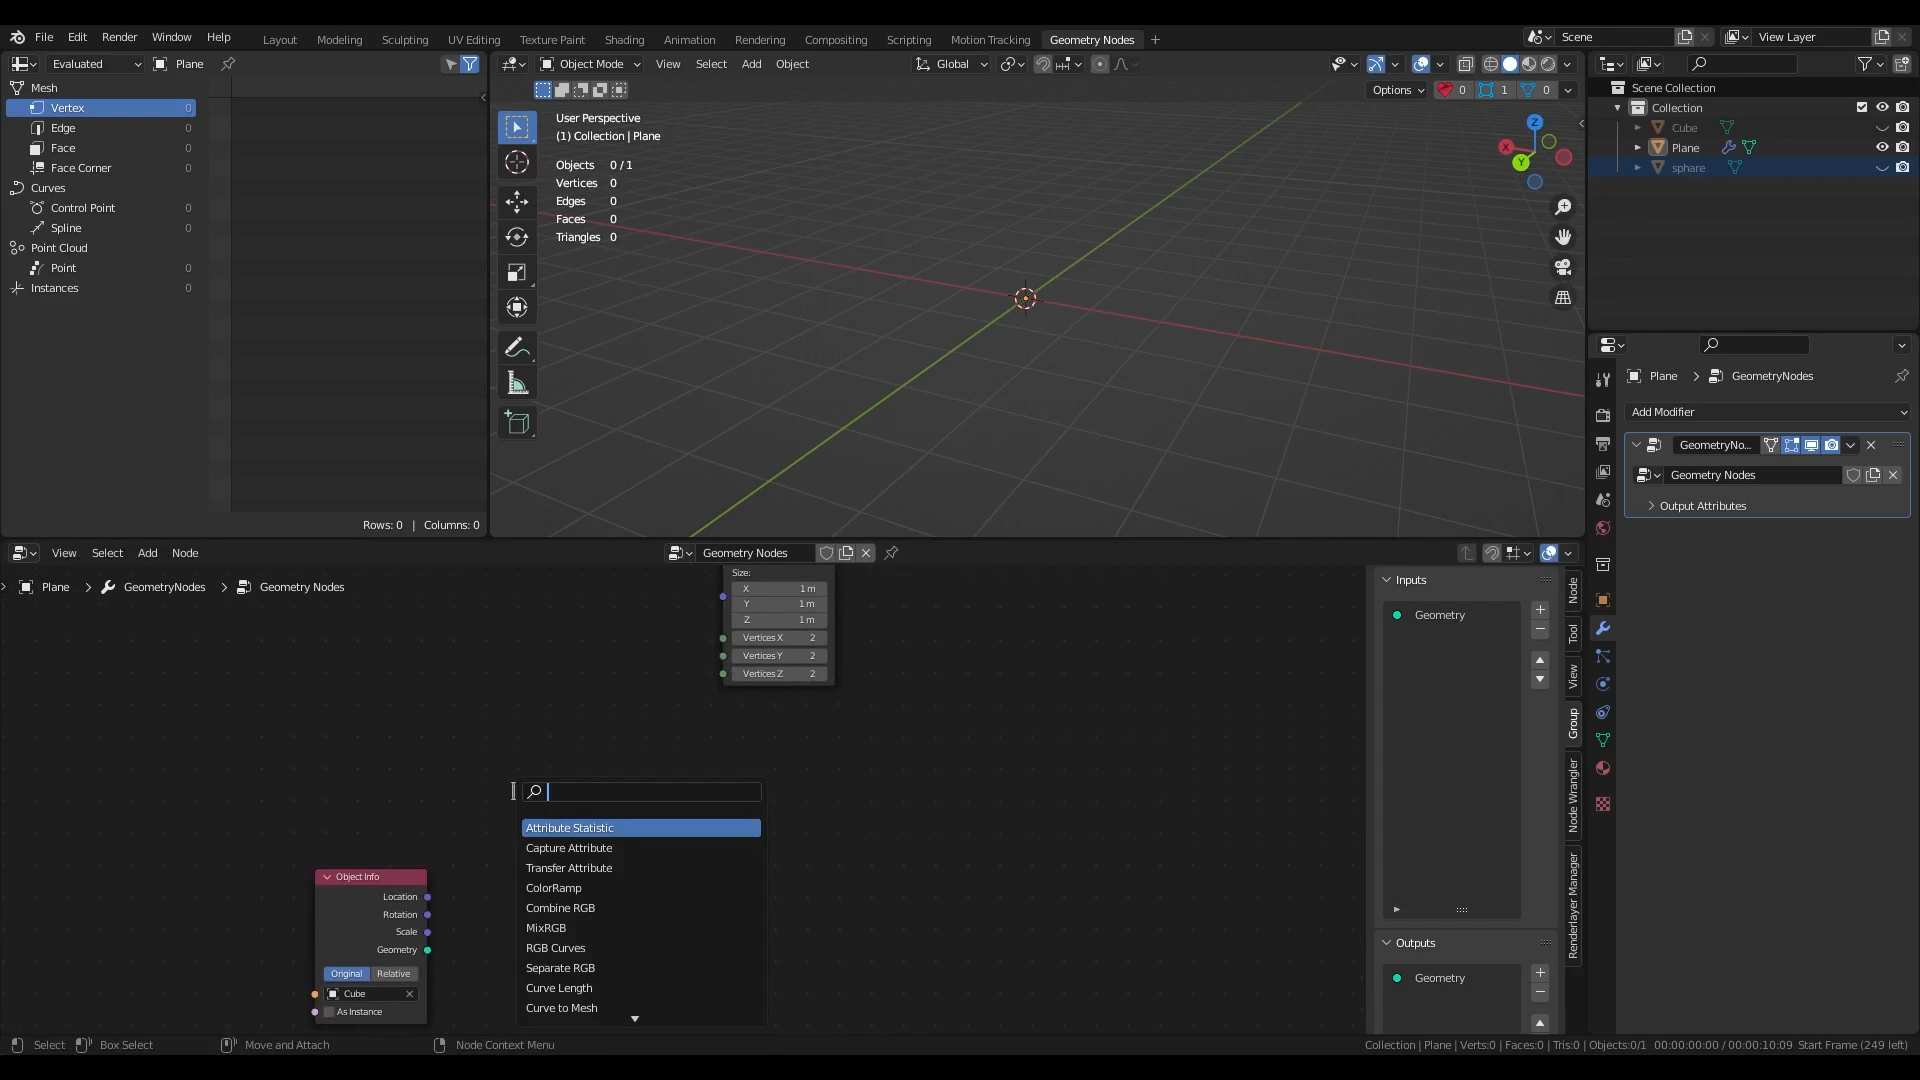 File Edit Render Window Help Layout Modeling Sculpting UV Editing Texture Paint Shading Animation Rendering Compositing Scripting Motion Tracking Geometry Nodes + Scene View Layer
Evaluated Plane
Mesh
Vertex 0
Edge 0
Face 0
Face Corner 0
Curves
Control Point 0
Spline 0
Point Cloud
Point 0
Instances 0
Rows: 0 | Columns: 0
Object Mode View Select Add Object Global
Options 0 1 0
User Perspective
(1) Collection | Plane
Objects 0 / 1
Vertices 0
Edges 0
Faces 0
Triangles 0
Z
X
Y
Scene Collection
Collection
Cube
Plane
sphare
Plane > GeometryNodes
Add Modifier
GeometryNo...
Geometry Nodes
Output Attributes
View Select Add Node Geometry Nodes
Plane > GeometryNodes > Geometry Nodes
Size:
X 1 m
Y 1 m
Z 1 m
Vertices X 2
Vertices Y 2
Vertices Z 2
Attribute Statistic
Capture Attribute
Transfer Attribute
ColorRamp
Combine RGB
MixRGB
RGB Curves
Separate RGB
Curve Length
Curve to Mesh
Object Info
Location
Rotation
Scale
Geometry
Original Relative
Cube
As Instance
Inputs
Geometry
Outputs
Geometry
Node
Tool
View
Group
Node Wrangler
Renderlayer Manager
Select Box Select Move and Attach Node Context Menu Collection | Plane | Verts:0 | Faces:0 | Tris:0 | Objects:0/1 00:00:00:00 / 00:00:10:09 Start Frame (249 left)